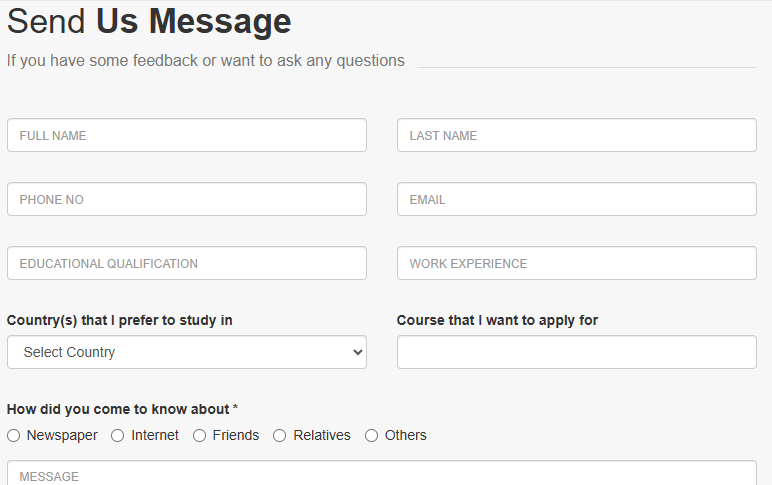 Send Us Message
If you have some feedback or want to ask any questions
FULL NAME
LAST NAME
PHONE NO
EMAIL
EDUCATIONAL QUALIFICATION
WORK EXPERIENCE
Country(s) that I prefer to study in
Course that I want to apply for
Select Country
How did you come to know about *
Newspaper Internet Friends Relatives Others
MESSAGE